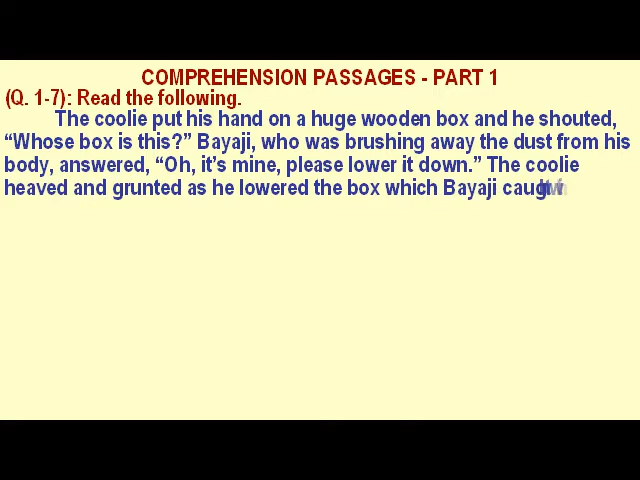 COMPREHENSION PASSAGES - PART 1
(Q. 1-7): Read the following.
The coolie put his hand on a huge wooden box and he shouted,
“Whose box is this?” Bayaji, who was brushing away the dust from his
body, answered, “Oh, it’s mine, please lower it down.” The coolie
heaved and grunted as he lowered the box which Bayaji